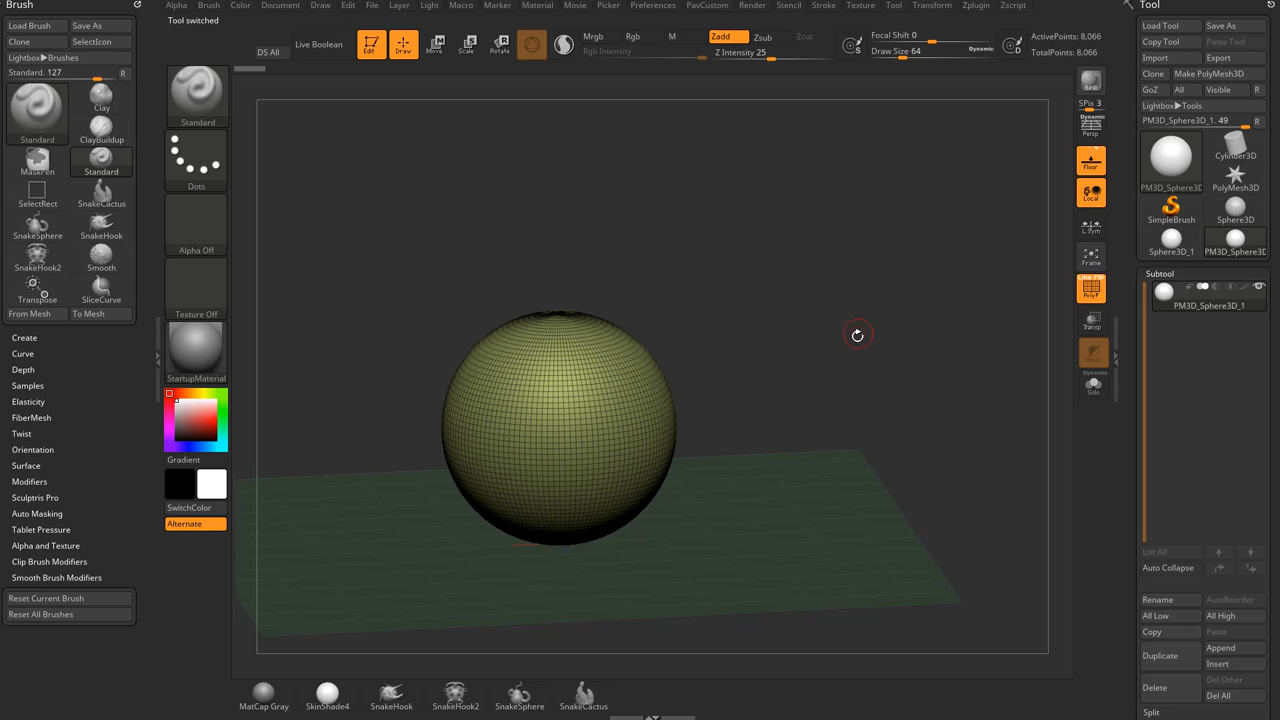 Brush
Load Brush Save As
Clone SelectIcon
Lightbox▶Brushes
Standard. 127 R
Standard
Clay
ClayBuildup
MaskPen
Standard
SelectRect
SnakeCactus
SnakeSphere
SnakeHook
SnakeHook2
Smooth
Transpose
SliceCurve
From Mesh To Mesh
Create
Curve
Depth
Samples
Elasticity
FiberMesh
Twist
Orientation
Surface
Modifiers
Sculptris Pro
Auto Masking
Tablet Pressure
Alpha and Texture
Clip Brush Modifiers
Smooth Brush Modifiers
Reset Current Brush
Reset All Brushes
Alpha Brush Color Document Draw Edit File Layer Light Macro Marker Material Movie Picker Preferences PavCustom Render Stencil Stroke Texture Tool Transform Zplugin Zscript
Tool switched
DS All
Live Boolean
Edit
Draw
Move
Scale
Rotate
Mrgb Rgb M
Rgb Intensity
Zadd Zsub Zcut
Z Intensity 25
S
Focal Shift 0
Draw Size 64
Dynamic
D
ActivePoints: 8,066
TotalPoints: 8,066
Standard
Dots
Alpha Off
Texture Off
StartupMaterial
Gradient
SwitchColor
Alternate
MatCap Gray
SkinShade4
SnakeHook
SnakeHook2
SnakeSphere
SnakeCactus
BPR
SPix 3
Dynamic
Persp
Floor
Local
L.Sym
Frame
Line Fill
PolyF
Transp
Dynamic
Solo
Tool
Load Tool Save As
Copy Tool Paste Tool
Import Export
Clone Make PolyMesh3D
GoZ All Visible R
Lightbox▶Tools
PM3D_Sphere3D_1. 49 R
PM3D_Sphere3D
Cylinder3D
PolyMesh3D
SimpleBrush
Sphere3D
Sphere3D_1
PM3D_Sphere3D
Subtool
PM3D_Sphere3D_1
List All
Auto Collapse
Rename AutoReorder
All Low All High
Copy Paste
Duplicate
Append
Insert
Delete
Del Other
Del All
Split